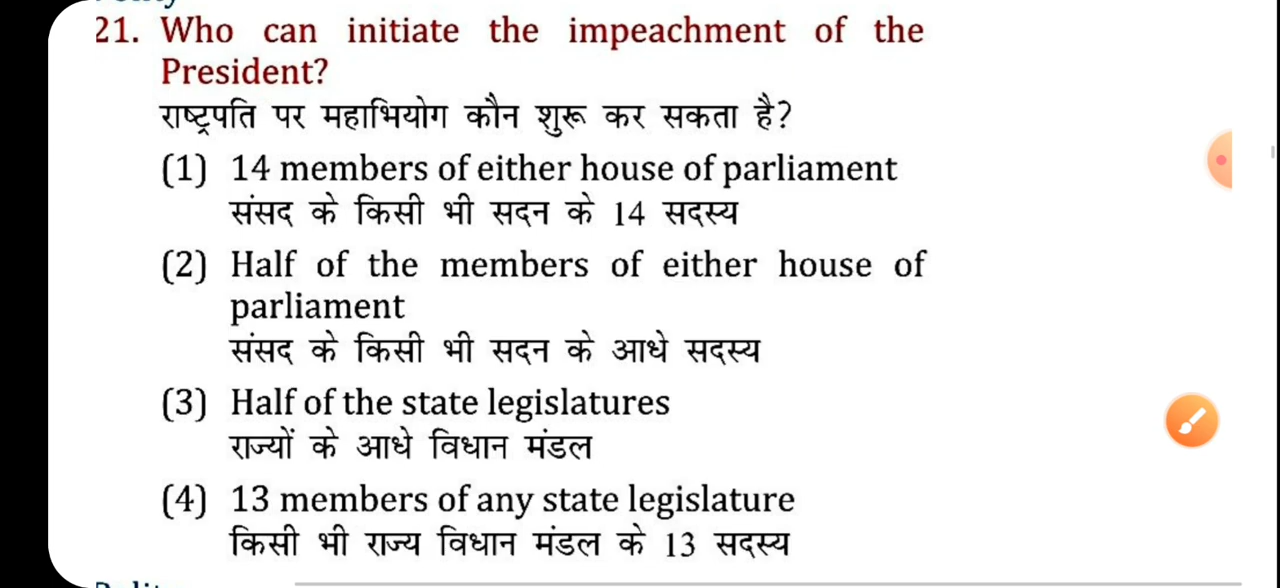 21. Who can initiate the impeachment of the
President?
राष्ट्रपति पर महाभियोग कौन शुरू कर सकता है?
(1) 14 members of either house of parliament
संसद के किसी भी सदन के 14 सदस्य
(2) Half of the members of either house of
parliament
संसद के किसी भी सदन के आधे सदस्य
(3) Half of the state legislatures
राज्यों के आधे विधान मंडल
(4) 13 members of any state legislature
किसी भी राज्य विधान मंडल के 13 सदस्य